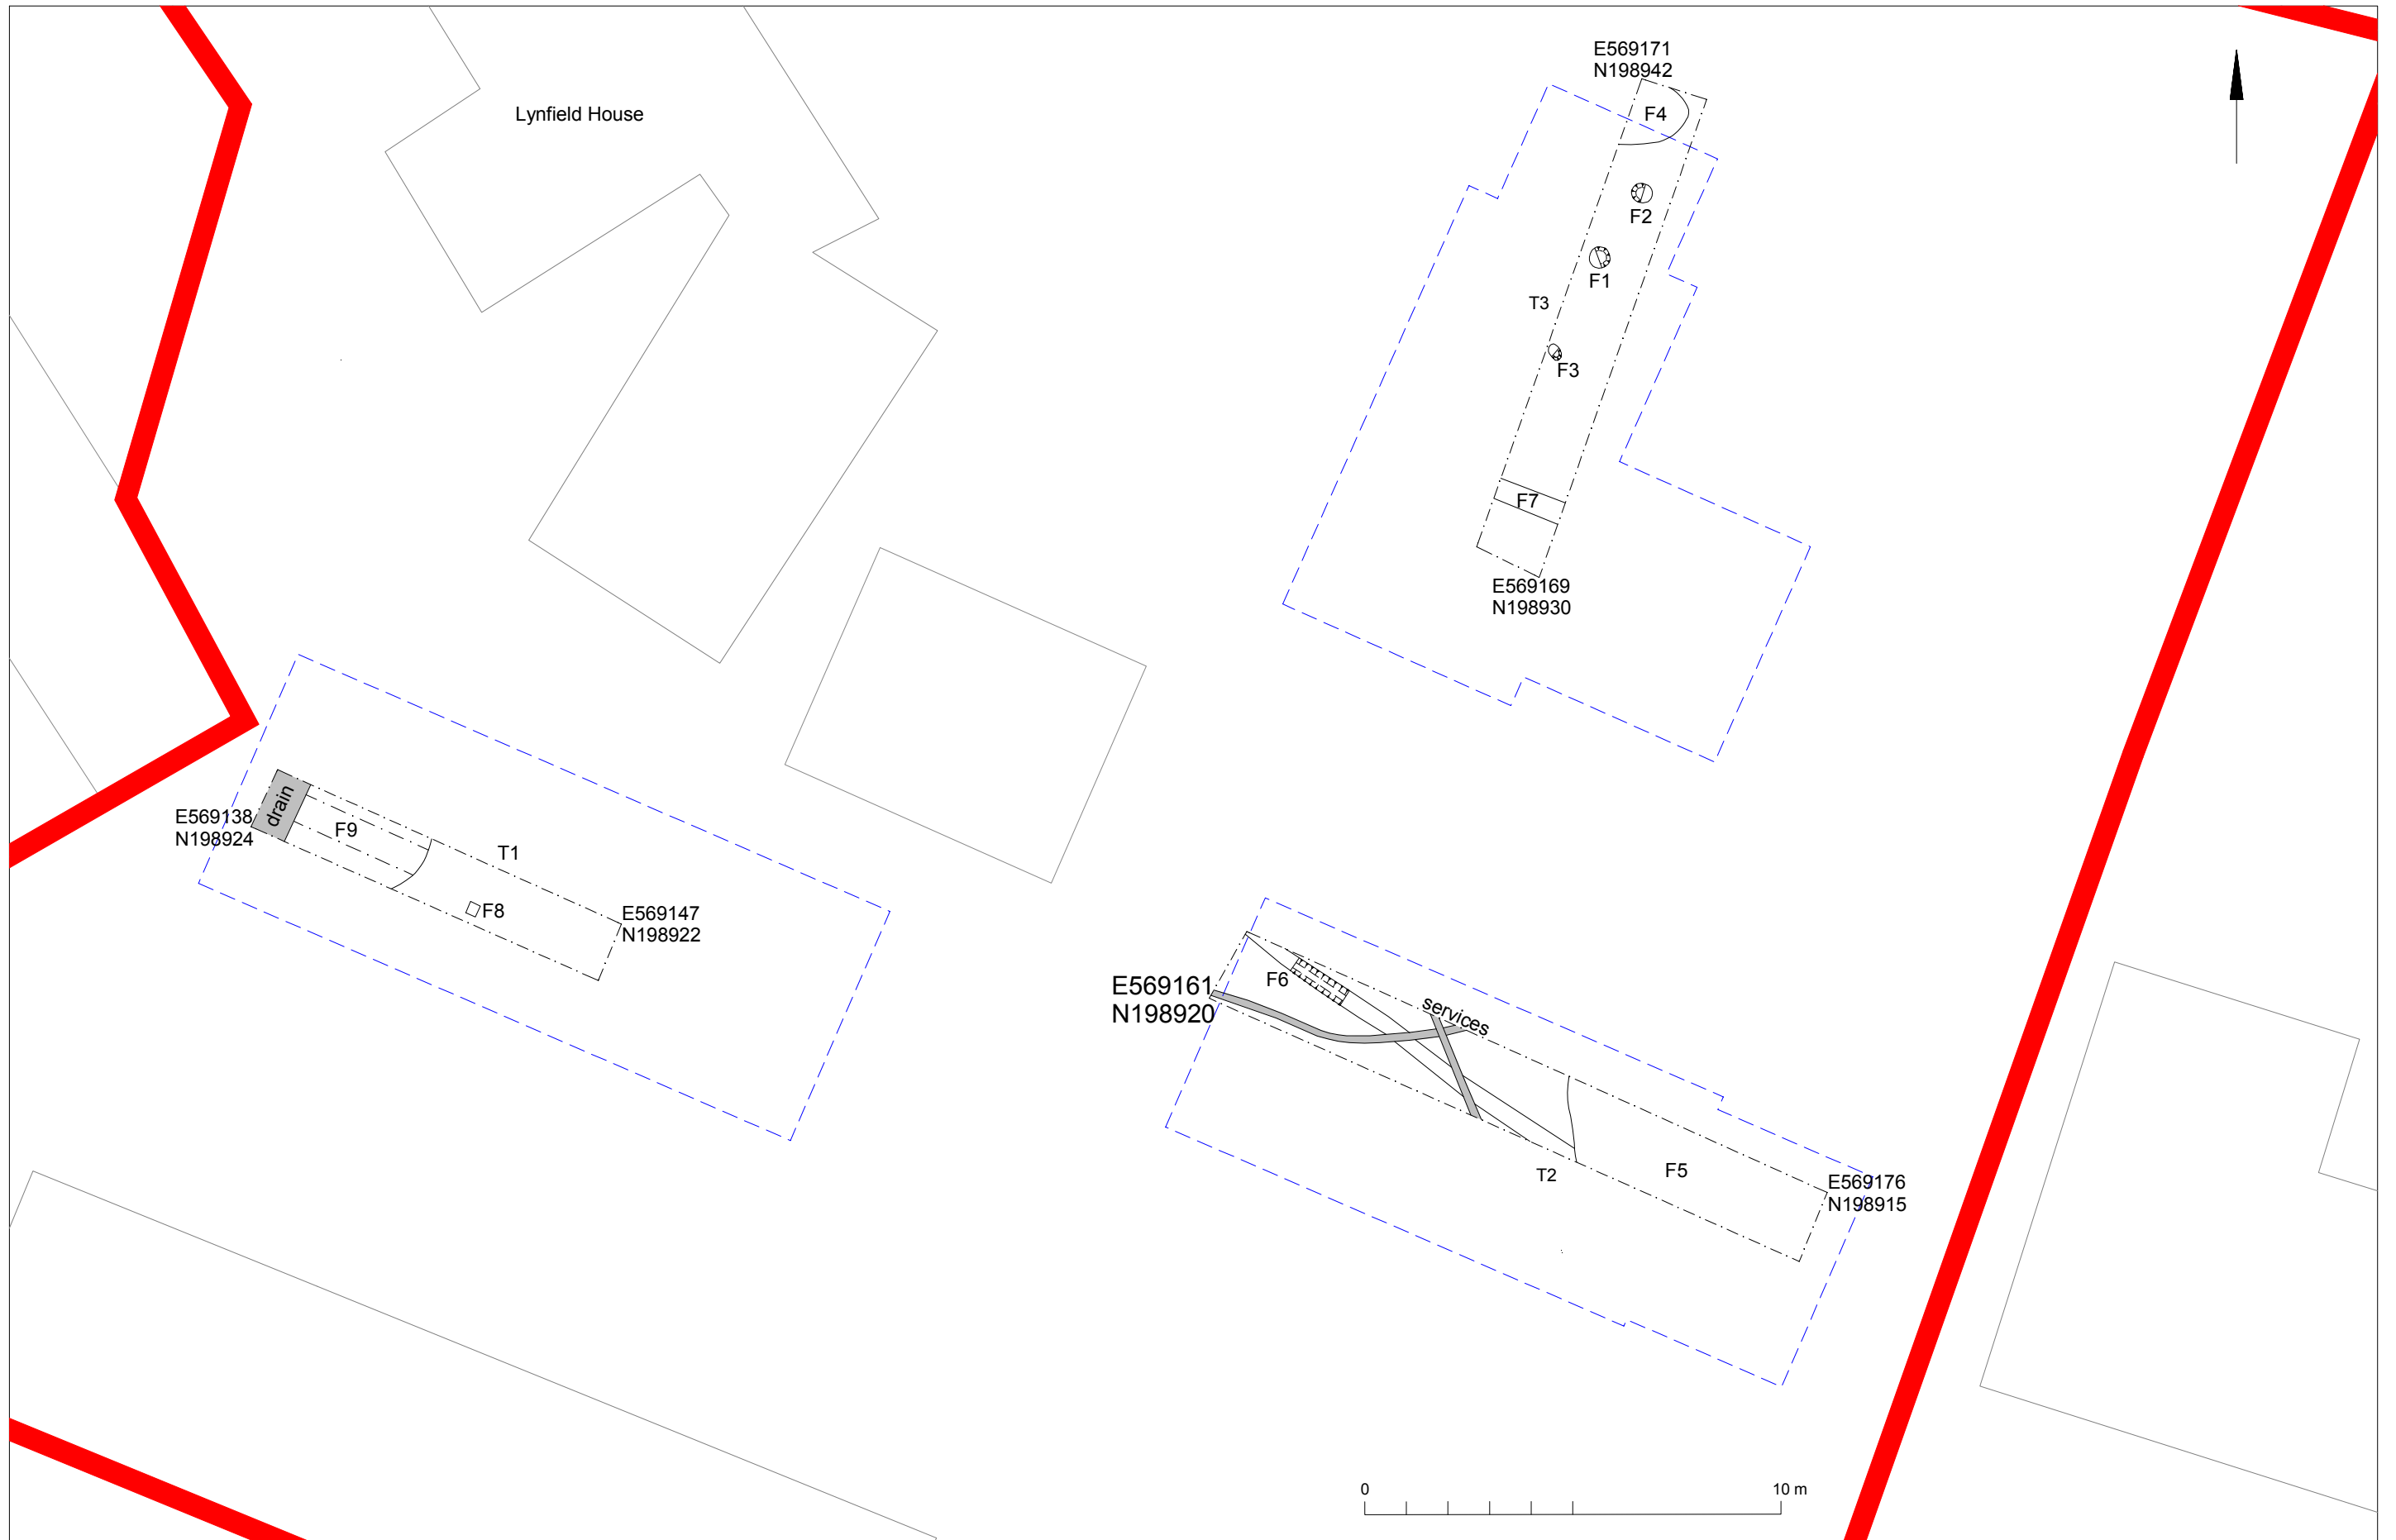 E569171
N198942
Lynfield House
F4
F2
F1
T3
F3
F7
E569169
N198930
drain
E569138
N198924
F9
T1
F8
E569147
N198922
E569161
N198920
F6
services
F5
T2
E569176
N198915
0
10 m